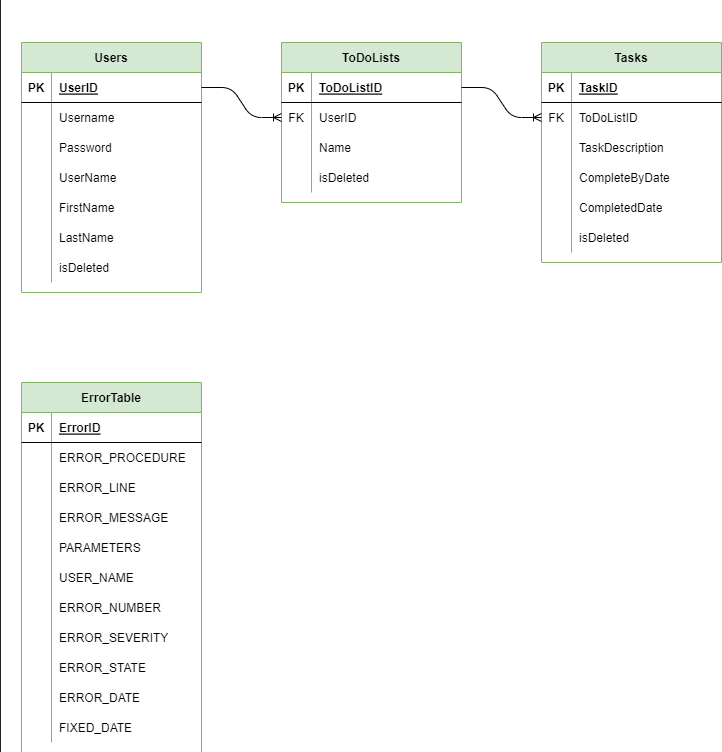 Users
PK UserID
Username
Password
UserName
FirstName
LastName
isDeleted
ToDoLists
PK ToDoListID
FK UserID
Name
isDeleted
Tasks
PK TaskID
FK ToDoListID
TaskDescription
CompleteByDate
CompletedDate
isDeleted
ErrorTable
PK ErrorID
ERROR_PROCEDURE
ERROR_LINE
ERROR_MESSAGE
PARAMETERS
USER_NAME
ERROR_NUMBER
ERROR_SEVERITY
ERROR_STATE
ERROR_DATE
FIXED_DATE